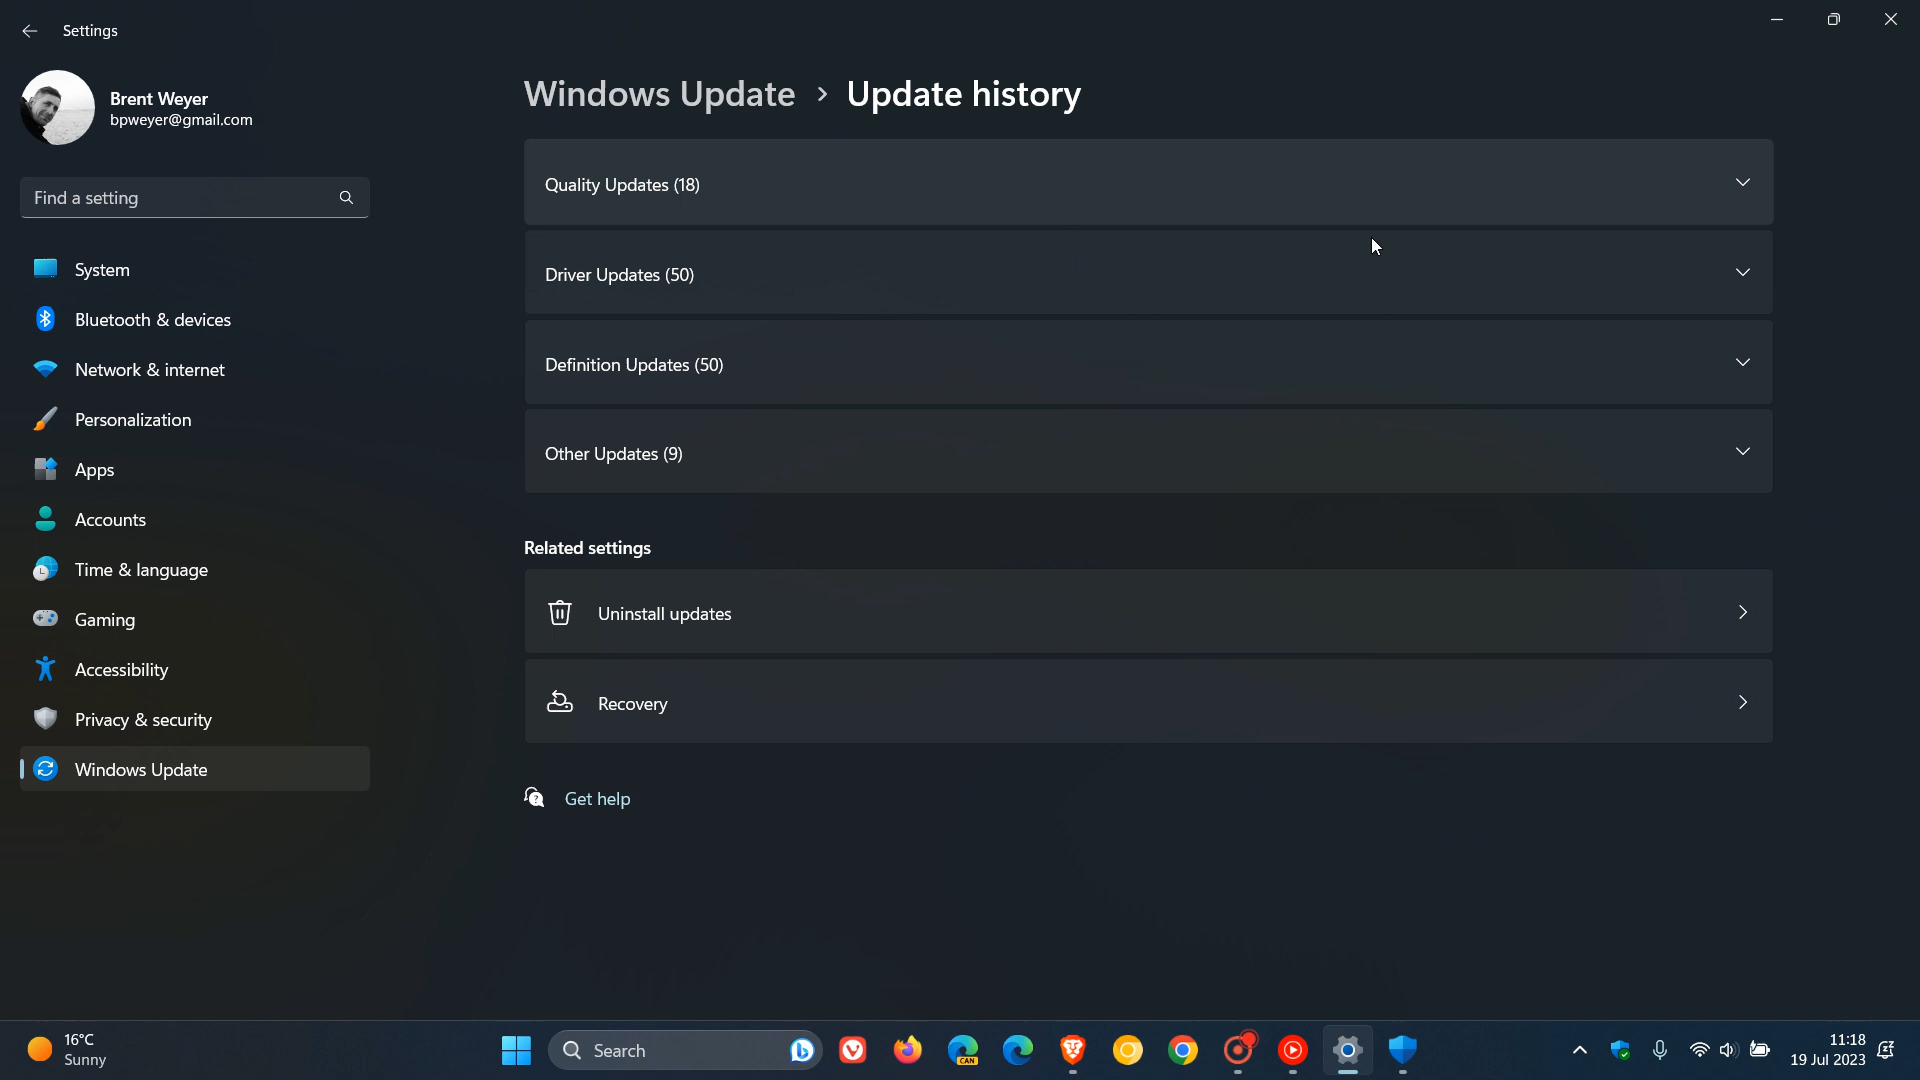 Settings
Brent Weyer
bpweyer@gmail.com
Find a setting
System
Bluetooth & devices
Network & internet
Personalization
Apps
Accounts
Time & language
Gaming
Accessibility
Privacy & security
Windows Update
Windows Update > Update history
Quality Updates (18)
Driver Updates (50)
Definition Updates (50)
Other Updates (9)
Related settings
Uninstall updates
Recovery
Get help
16°C
Sunny
Search
CAN
11:18
19 Jul 2023